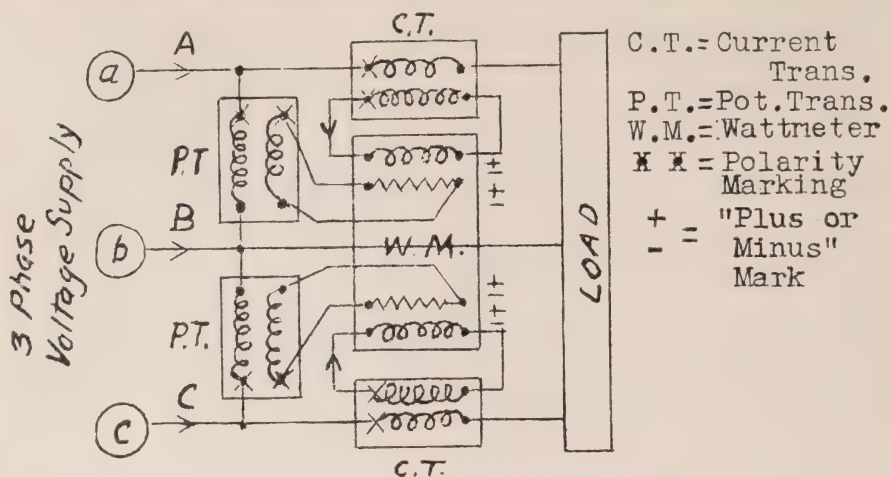 C.T.
A
a
P.T
B
b
W.M.
P.T.
C
c
C.T.
3 Phase
Voltage Supply
± ±
± ±
LOAD
C.T.=Current
Trans.
P.T.=Pot.Trans.
W.M.=Wattmeter
X X = Polarity
Marking
+
- = "Plus or
Minus"
Mark